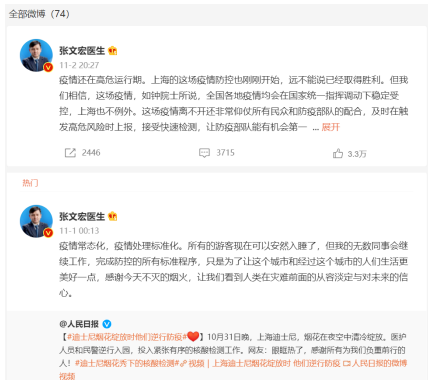 全部微博（74）
张文宏医生
11-2 20:27
疫情还在高危运行期。上海的这场疫情防控也刚刚开始，远不能说已经取得胜利。但我
们相信，这场疫情，如钟院士所说，全国各地疫情均会在国家统一指挥调动下稳定受
控，上海也不例外。这场疫情离不开还非常仰仗所有民众和防疫部队的配合，及时在触
发高危风险时上报，接受快速检测，让防疫部队能有机会第一 ... 展开
2446 3715 3.3万
热门
张文宏医生
11-1 00:13
疫情常态化，疫情处理标准化。所有的游客现在可以安然入睡了，但我的无数同事会继
续工作，完成防控的所有标准程序，只是为了让这个城市和经过这个城市的人们生活更
美好一点，感谢今天不灭的烟火，让我们看到人类在灾难前面的从容淡定与对未来的信
心。
@人民日报
【#迪士尼烟花绽放时他们逆行防疫#❤️】10月31日晚，上海迪士尼，烟花在夜空中清冷绽放。医护
人员和民警逆行入园，投入紧张有序的核酸检测工作。网友：眼眶热了，感谢所有为我们负重前行的
人！#迪士尼烟花秀下的核酸检测# 视频 | 上海迪士尼烟花绽放时 他们逆行防疫 人民日报的微博
视频